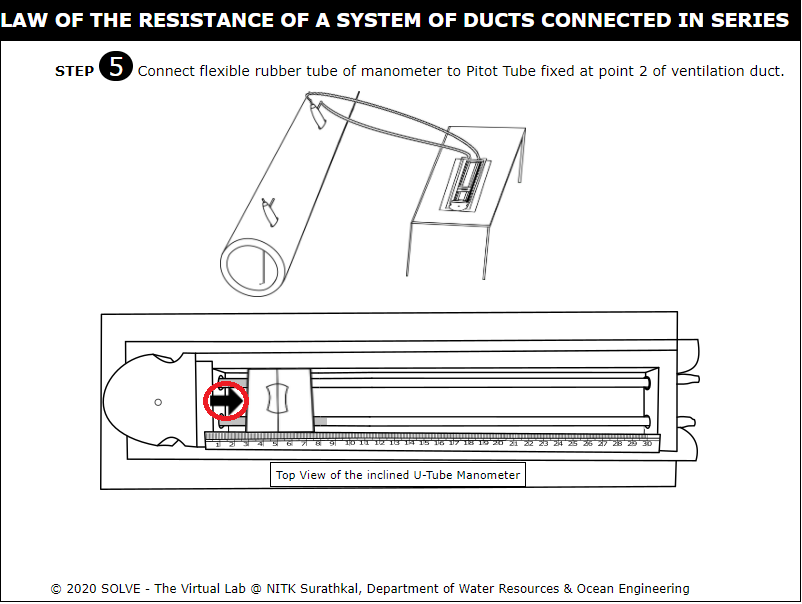 LAW OF THE RESISTANCE OF A SYSTEM OF DUCTS CONNECTED IN SERIES
STEP 5 Connect flexible rubber tube of manometer to Pitot Tube fixed at point 2 of ventilation duct.
1 2 3 4 5 6 7 8 9 10 11 12 13 14 15 16 17 18 19 20 21 22 23 24 25 26 27 28 29 30
Top View of the inclined U-Tube Manometer
© 2020 SOLVE - The Virtual Lab @ NITK Surathkal, Department of Water Resources & Ocean Engineering